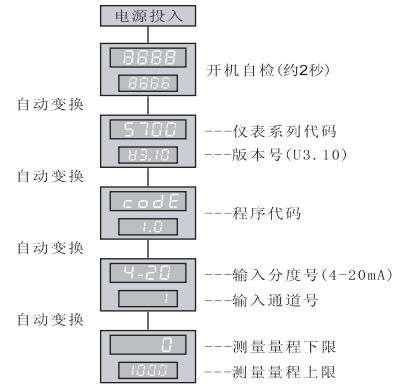 电源投入
8888
8888
开机自检(约2秒)
自动变换
5700
U3.10
---仪表系列代码
---版本号(U3.10)
自动变换
codE
1.0
---程序代码
自动变换
4-20
1
---输入分度号(4-20mA)
---输入通道号
自动变换
0
1000
---测量量程下限
---测量量程上限